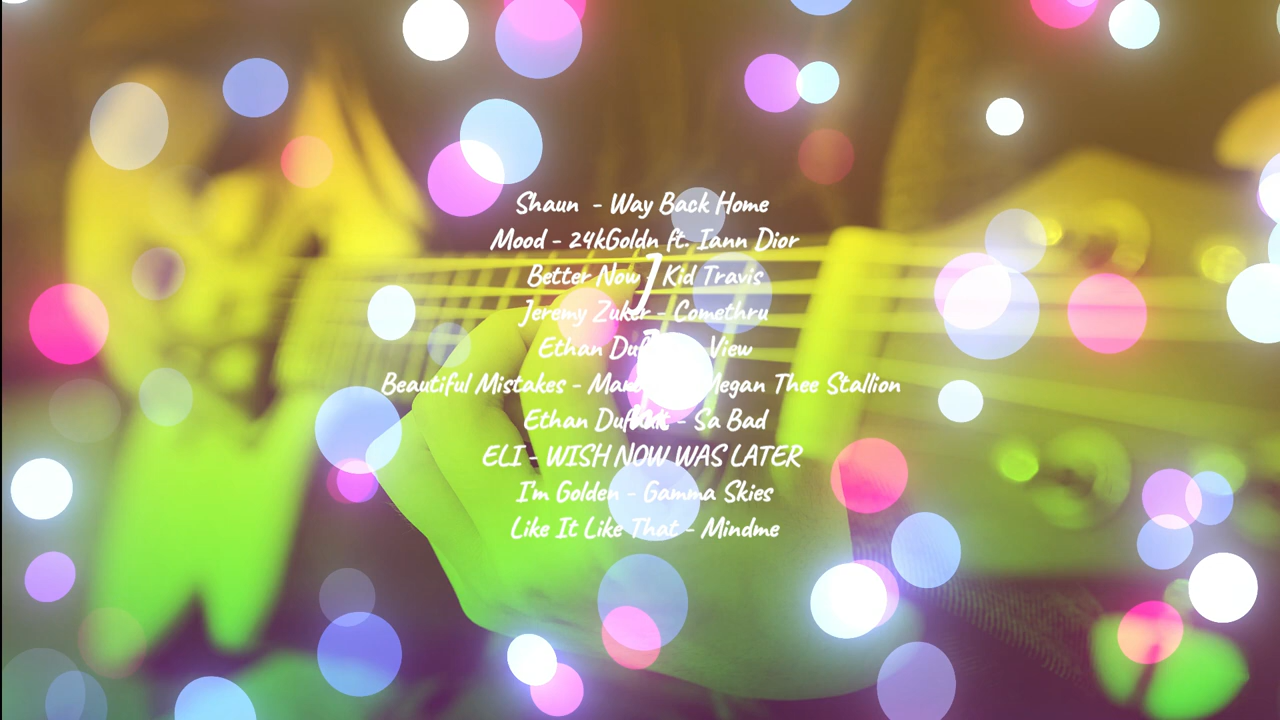 Shaun - Way Back Home
Mood - 24kGoldn ft. Iann Dior
Better Now - Kid Travis
Jeremy Zuker - Comethru
Ethan View
Beautiful Mistakes - Megan Thee Stallion
Ethan - Sa Bad
ELI - WISH NOW WAS LATER
I'm Golden - Gamma Skies
Like It Like That - Mindme